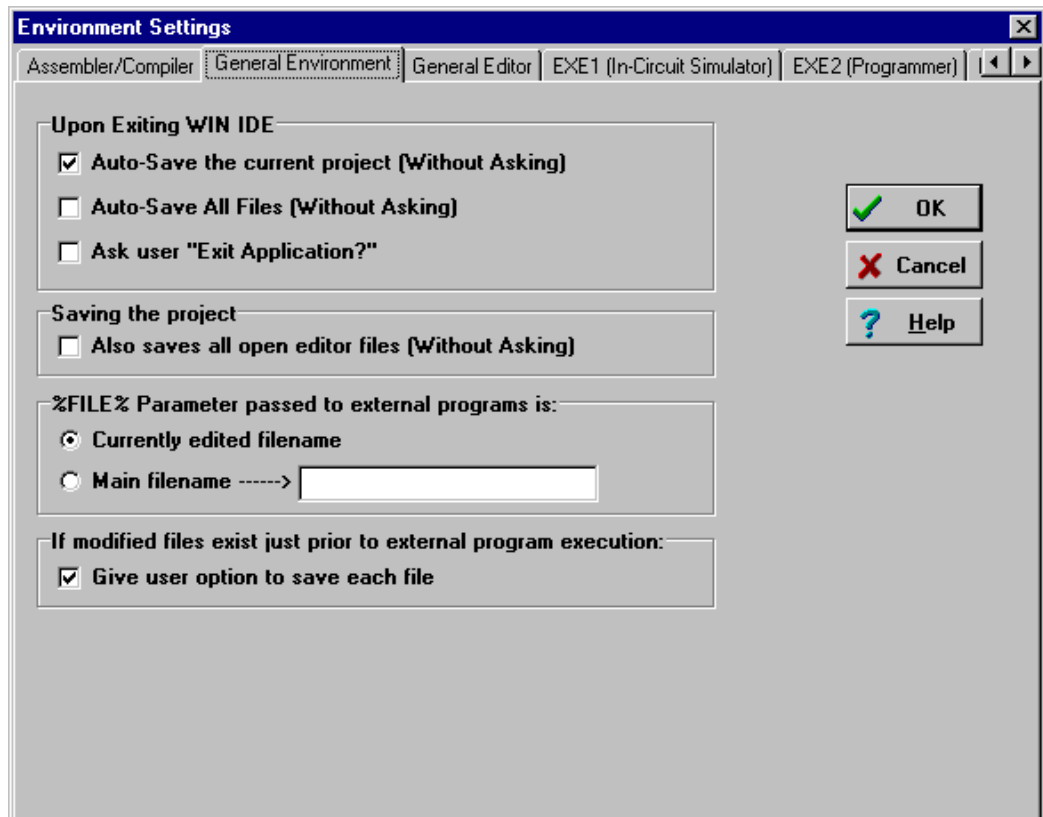 Environment Settings
Assembler/Compiler General Environment General Editor EXE1 (In-Circuit Simulator) EXE2 (Programmer)
Upon Exiting WIN IDE
Auto-Save the current project (Without Asking)
Auto-Save All Files (Without Asking)
Ask user "Exit Application?"
OK
Cancel
Help
Saving the project
Also saves all open editor files (Without Asking)
%FILE% Parameter passed to external programs is:
Currently edited filename
Main filename ------>
If modified files exist just prior to external program execution:
Give user option to save each file